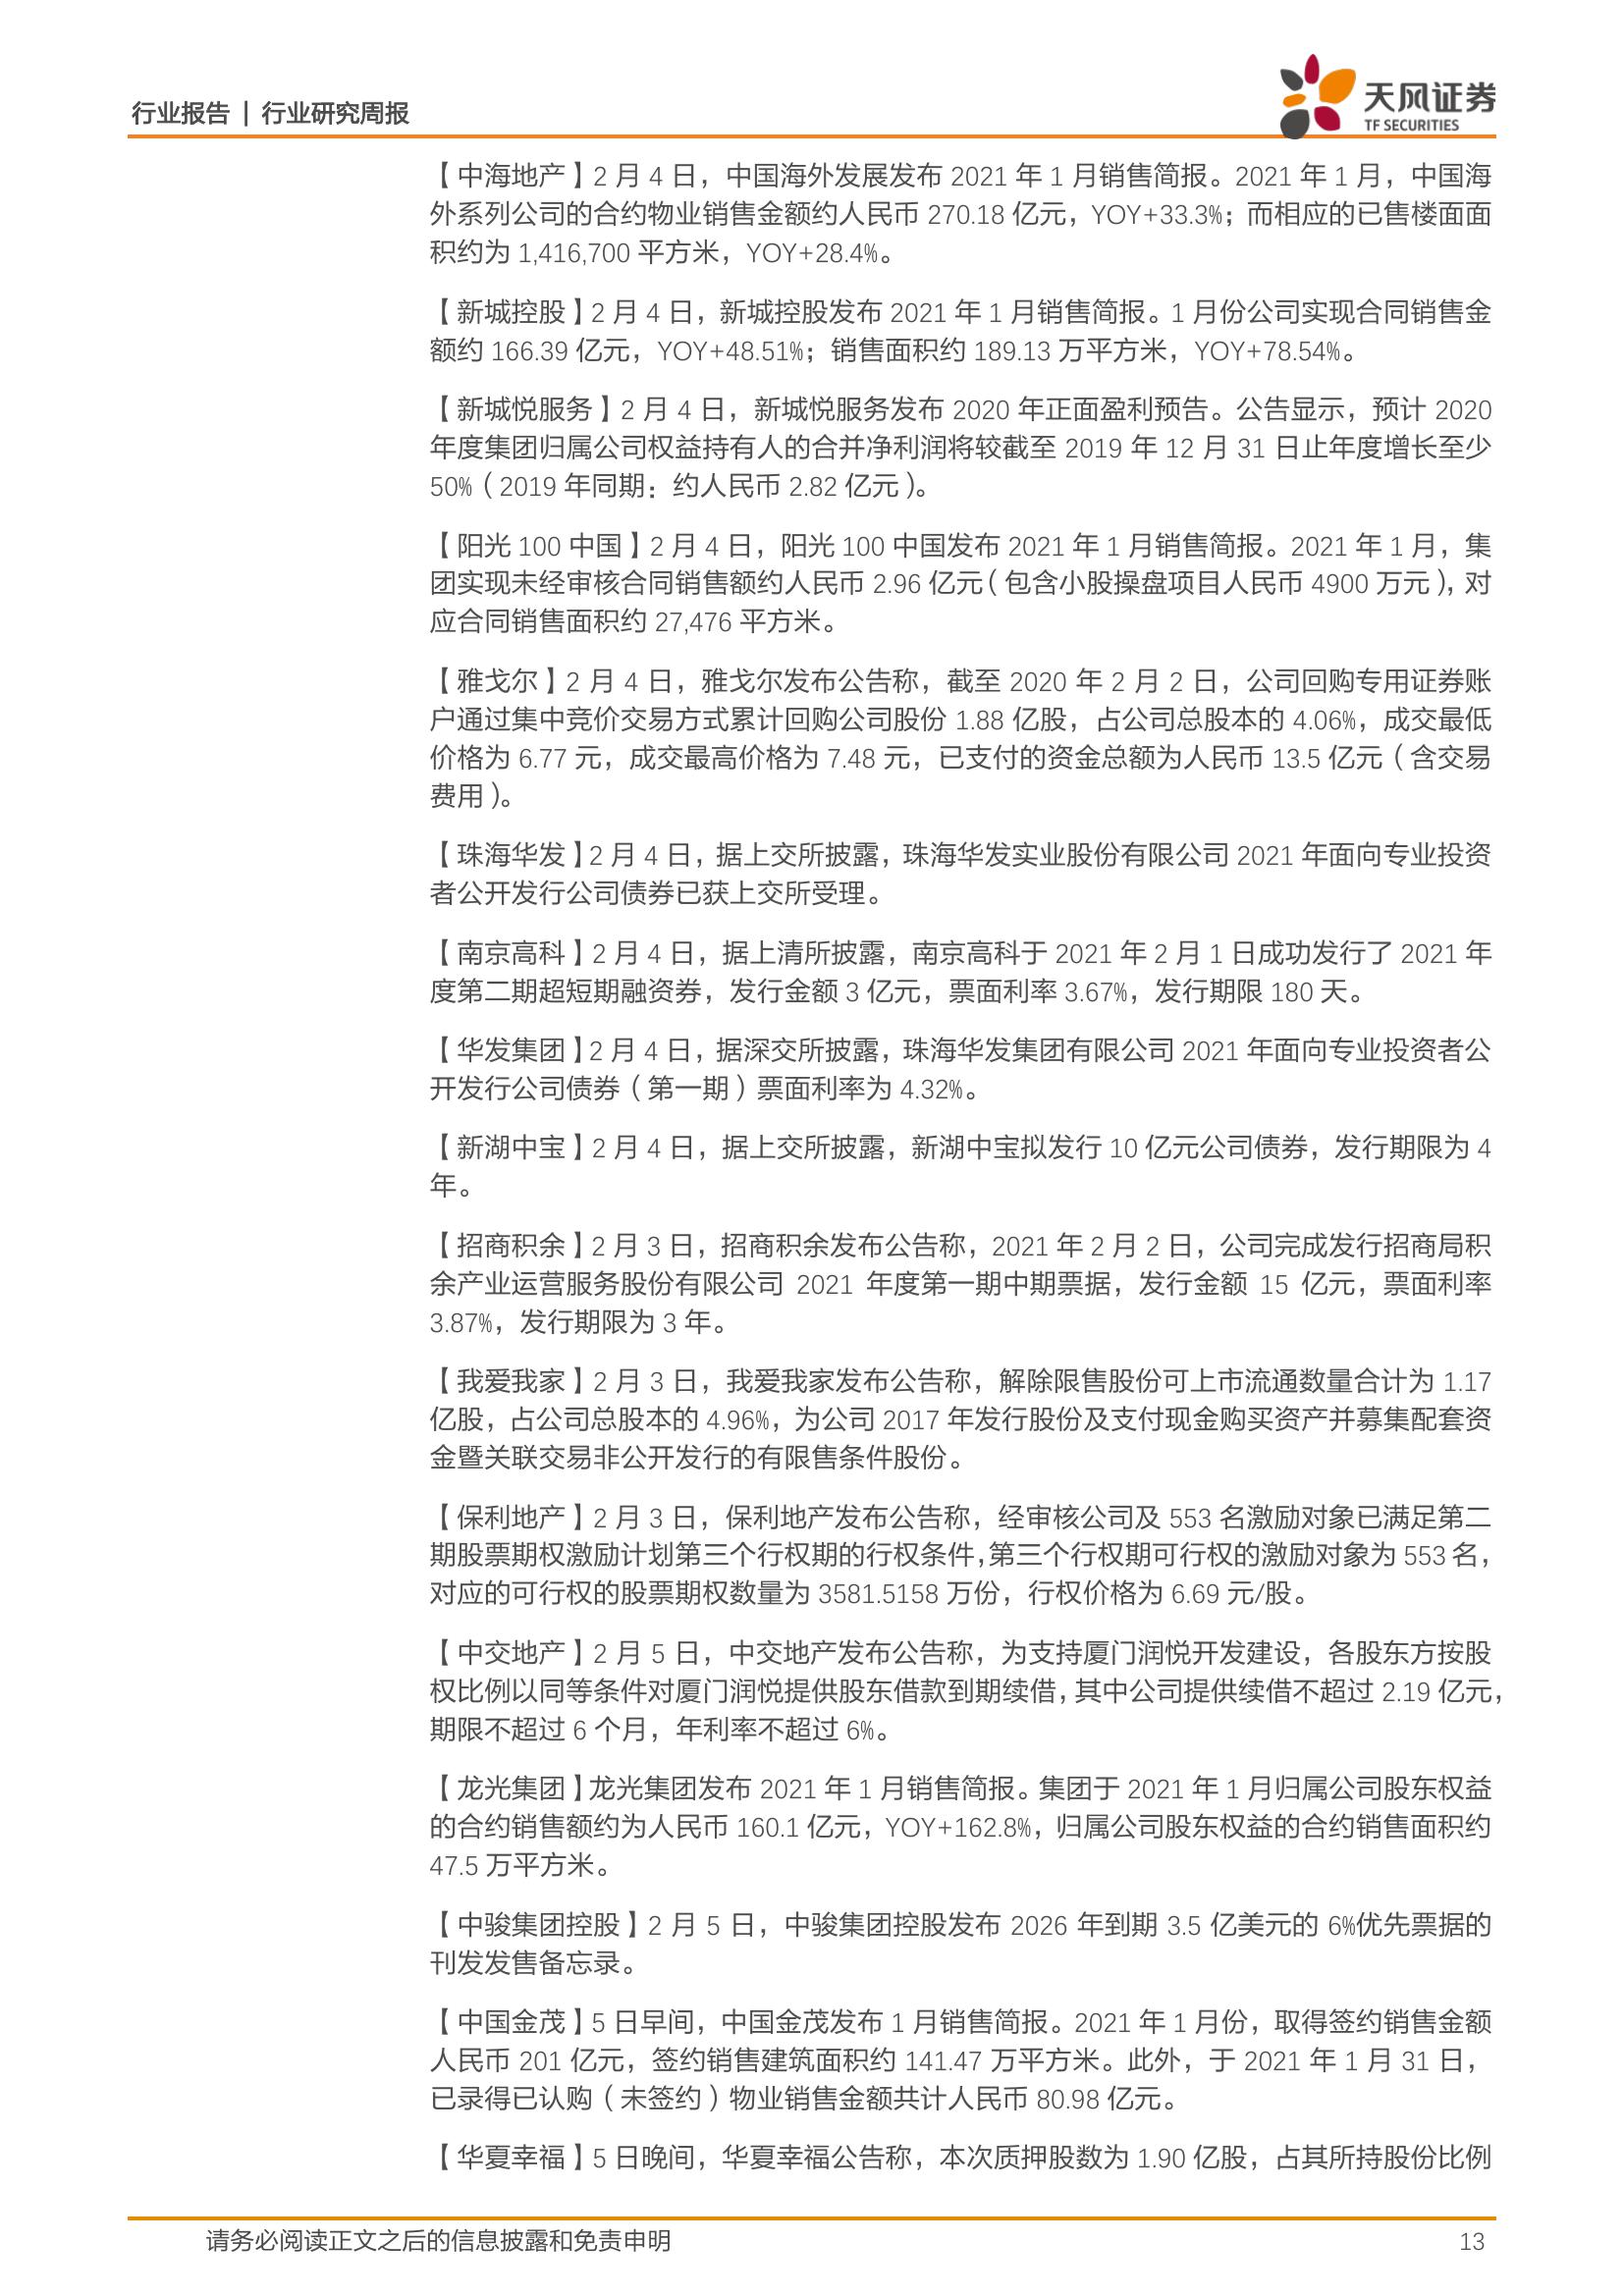 行业报告 | 行业研究周报
天风证券
TF SECURITIES
【中海地产】2 月 4 日，中国海外发展发布 2021 年 1 月销售简报。2021 年 1 月，中国海
外系列公司的合约物业销售金额约人民币 270.18 亿元，YOY+33.3%；而相应的已售楼面面
积约为 1,416,700 平方米，YOY+28.4%。
【新城控股】2 月 4 日，新城控股发布 2021 年 1 月销售简报。1 月份公司实现合同销售金
额约 166.39 亿元，YOY+48.51%；销售面积约 189.13 万平方米，YOY+78.54%。
【新城悦服务】2 月 4 日，新城悦服务发布 2020 年正面盈利预告。公告显示，预计 2020
年度集团归属公司权益持有人的合并净利润将较截至 2019 年 12 月 31 日止年度增长至少
50%（2019 年同期：约人民币 2.82 亿元）。
【阳光 100 中国】2 月 4 日，阳光 100 中国发布 2021 年 1 月销售简报。2021 年 1 月，集
团实现未经审核合同销售额约人民币 2.96 亿元（包含小股操盘项目人民币 4900 万元），对
应合同销售面积约 27,476 平方米。
【雅戈尔】2 月 4 日，雅戈尔发布公告称，截至 2020 年 2 月 2 日，公司回购专用证券账
户通过集中竞价交易方式累计回购公司股份 1.88 亿股，占公司总股本的 4.06%，成交最低
价格为 6.77 元，成交最高价格为 7.48 元，已支付的资金总额为人民币 13.5 亿元（含交易
费用）。
【珠海华发】2 月 4 日，据上交所披露，珠海华发实业股份有限公司 2021 年面向专业投资
者公开发行公司债券已获上交所受理。
【南京高科】2 月 4 日，据上清所披露，南京高科于 2021 年 2 月 1 日成功发行了 2021 年
度第二期超短期融资券，发行金额 3 亿元，票面利率 3.67%，发行期限 180 天。
【华发集团】2 月 4 日，据深交所披露，珠海华发集团有限公司 2021 年面向专业投资者公
开发行公司债券（第一期）票面利率为 4.32%。
【新湖中宝】2 月 4 日，据上交所披露，新湖中宝拟发行 10 亿元公司债券，发行期限为 4
年。
【招商积余】2 月 3 日，招商积余发布公告称，2021 年 2 月 2 日，公司完成发行招商局积
余产业运营服务股份有限公司 2021 年度第一期中期票据，发行金额 15 亿元，票面利率
3.87%，发行期限为 3 年。
【我爱我家】2 月 3 日，我爱我家发布公告称，解除限售股份可上市流通数量合计为 1.17
亿股，占公司总股本的 4.96%，为公司 2017 年发行股份及支付现金购买资产并募集配套资
金暨关联交易非公开发行的有限售条件股份。
【保利地产】2 月 3 日，保利地产发布公告称，经审核公司及 553 名激励对象已满足第二
期股票期权激励计划第三个行权期的行权条件，第三个行权期可行权的激励对象为 553 名，
对应的可行权的股票期权数量为 3581.5158 万份，行权价格为 6.69 元/股。
【中交地产】2 月 5 日，中交地产发布公告称，为支持厦门润悦开发建设，各股东方按股
权比例以同等条件对厦门润悦提供股东借款到期续借，其中公司提供续借不超过 2.19 亿元，
期限不超过 6 个月，年利率不超过 6%。
【龙光集团】龙光集团发布 2021 年 1 月销售简报。集团于 2021 年 1 月归属公司股东权益
的合约销售额约为人民币 160.1 亿元，YOY+162.8%，归属公司股东权益的合约销售面积约
47.5 万平方米。
【中骏集团控股】2 月 5 日，中骏集团控股发布 2026 年到期 3.5 亿美元的 6%优先票据的
刊发发售备忘录。
【中国金茂】5 日早间，中国金茂发布 1 月销售简报。2021 年 1 月份，取得签约销售金额
人民币 201 亿元，签约销售建筑面积约 141.47 万平方米。此外，于 2021 年 1 月 31 日，
已录得已认购（未签约）物业销售金额共计人民币 80.98 亿元。
【华夏幸福】5 日晚间，华夏幸福公告称，本次质押股数为 1.90 亿股，占其所持股份比例
请务必阅读正文之后的信息披露和免责申明
13